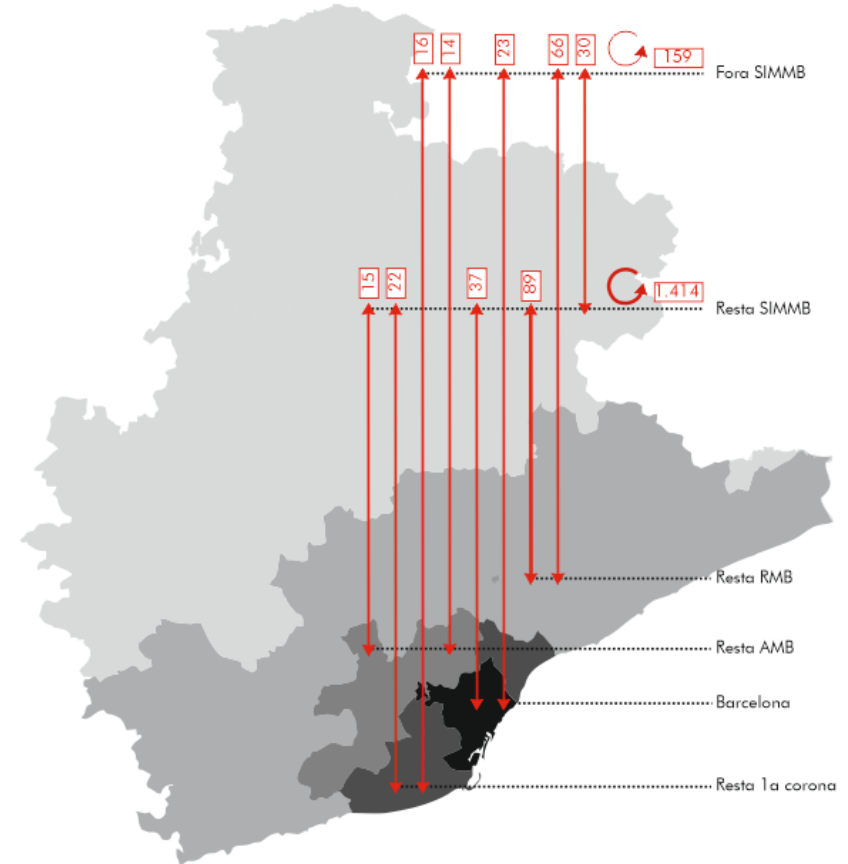 16
14
23
66
30
159
Fora SIMMB
15
22
37
89
1.414
Resta SIMMB
Resta RMB
Resta AMB
Barcelona
Resta 1a corona